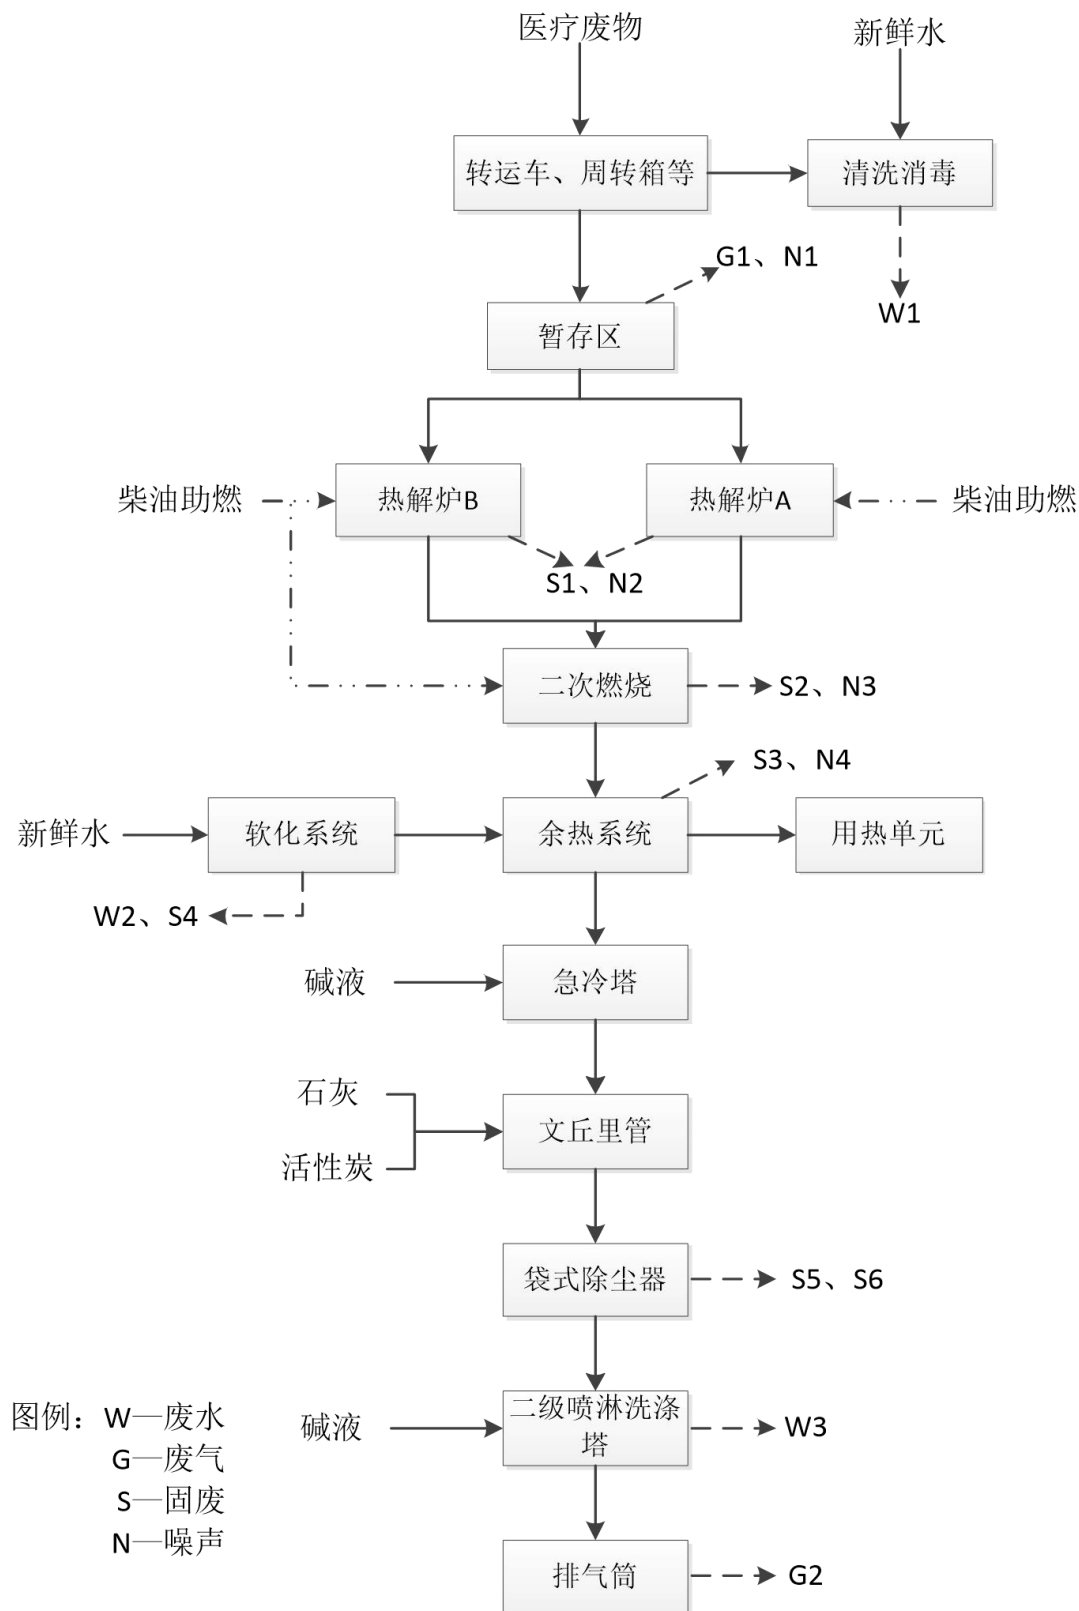 医疗废物
新鲜水
转运车、周转箱等
清洗消毒
G1、N1
W1
暂存区
柴油助燃
热解炉B
热解炉A
柴油助燃
S1、N2
二次燃烧
S2、N3
S3、N4
新鲜水
软化系统
余热系统
用热单元
W2、S4
碱液
急冷塔
石灰
文丘里管
活性炭
袋式除尘器
S5、S6
碱液
二级喷淋洗涤
塔
W3
图例：W—废水
G—废气
S—固废
N—噪声
排气筒
G2